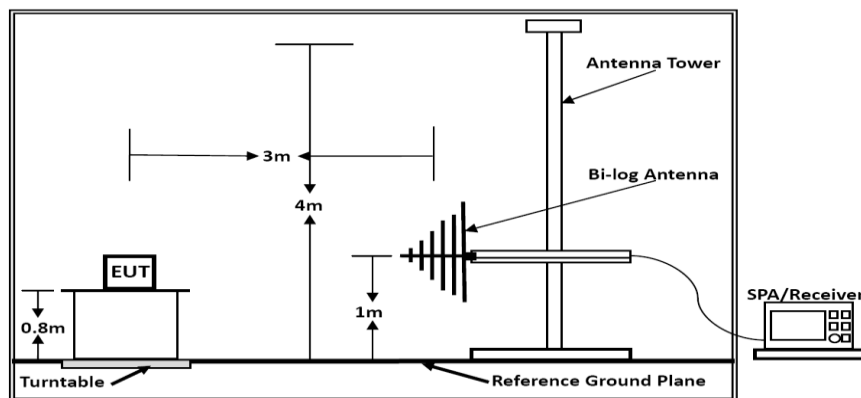 Antenna Tower
3m
Bi-log Antenna
4m
EUT
SPA/Receiver
0.8m
1m
Turntable
Reference Ground Plane